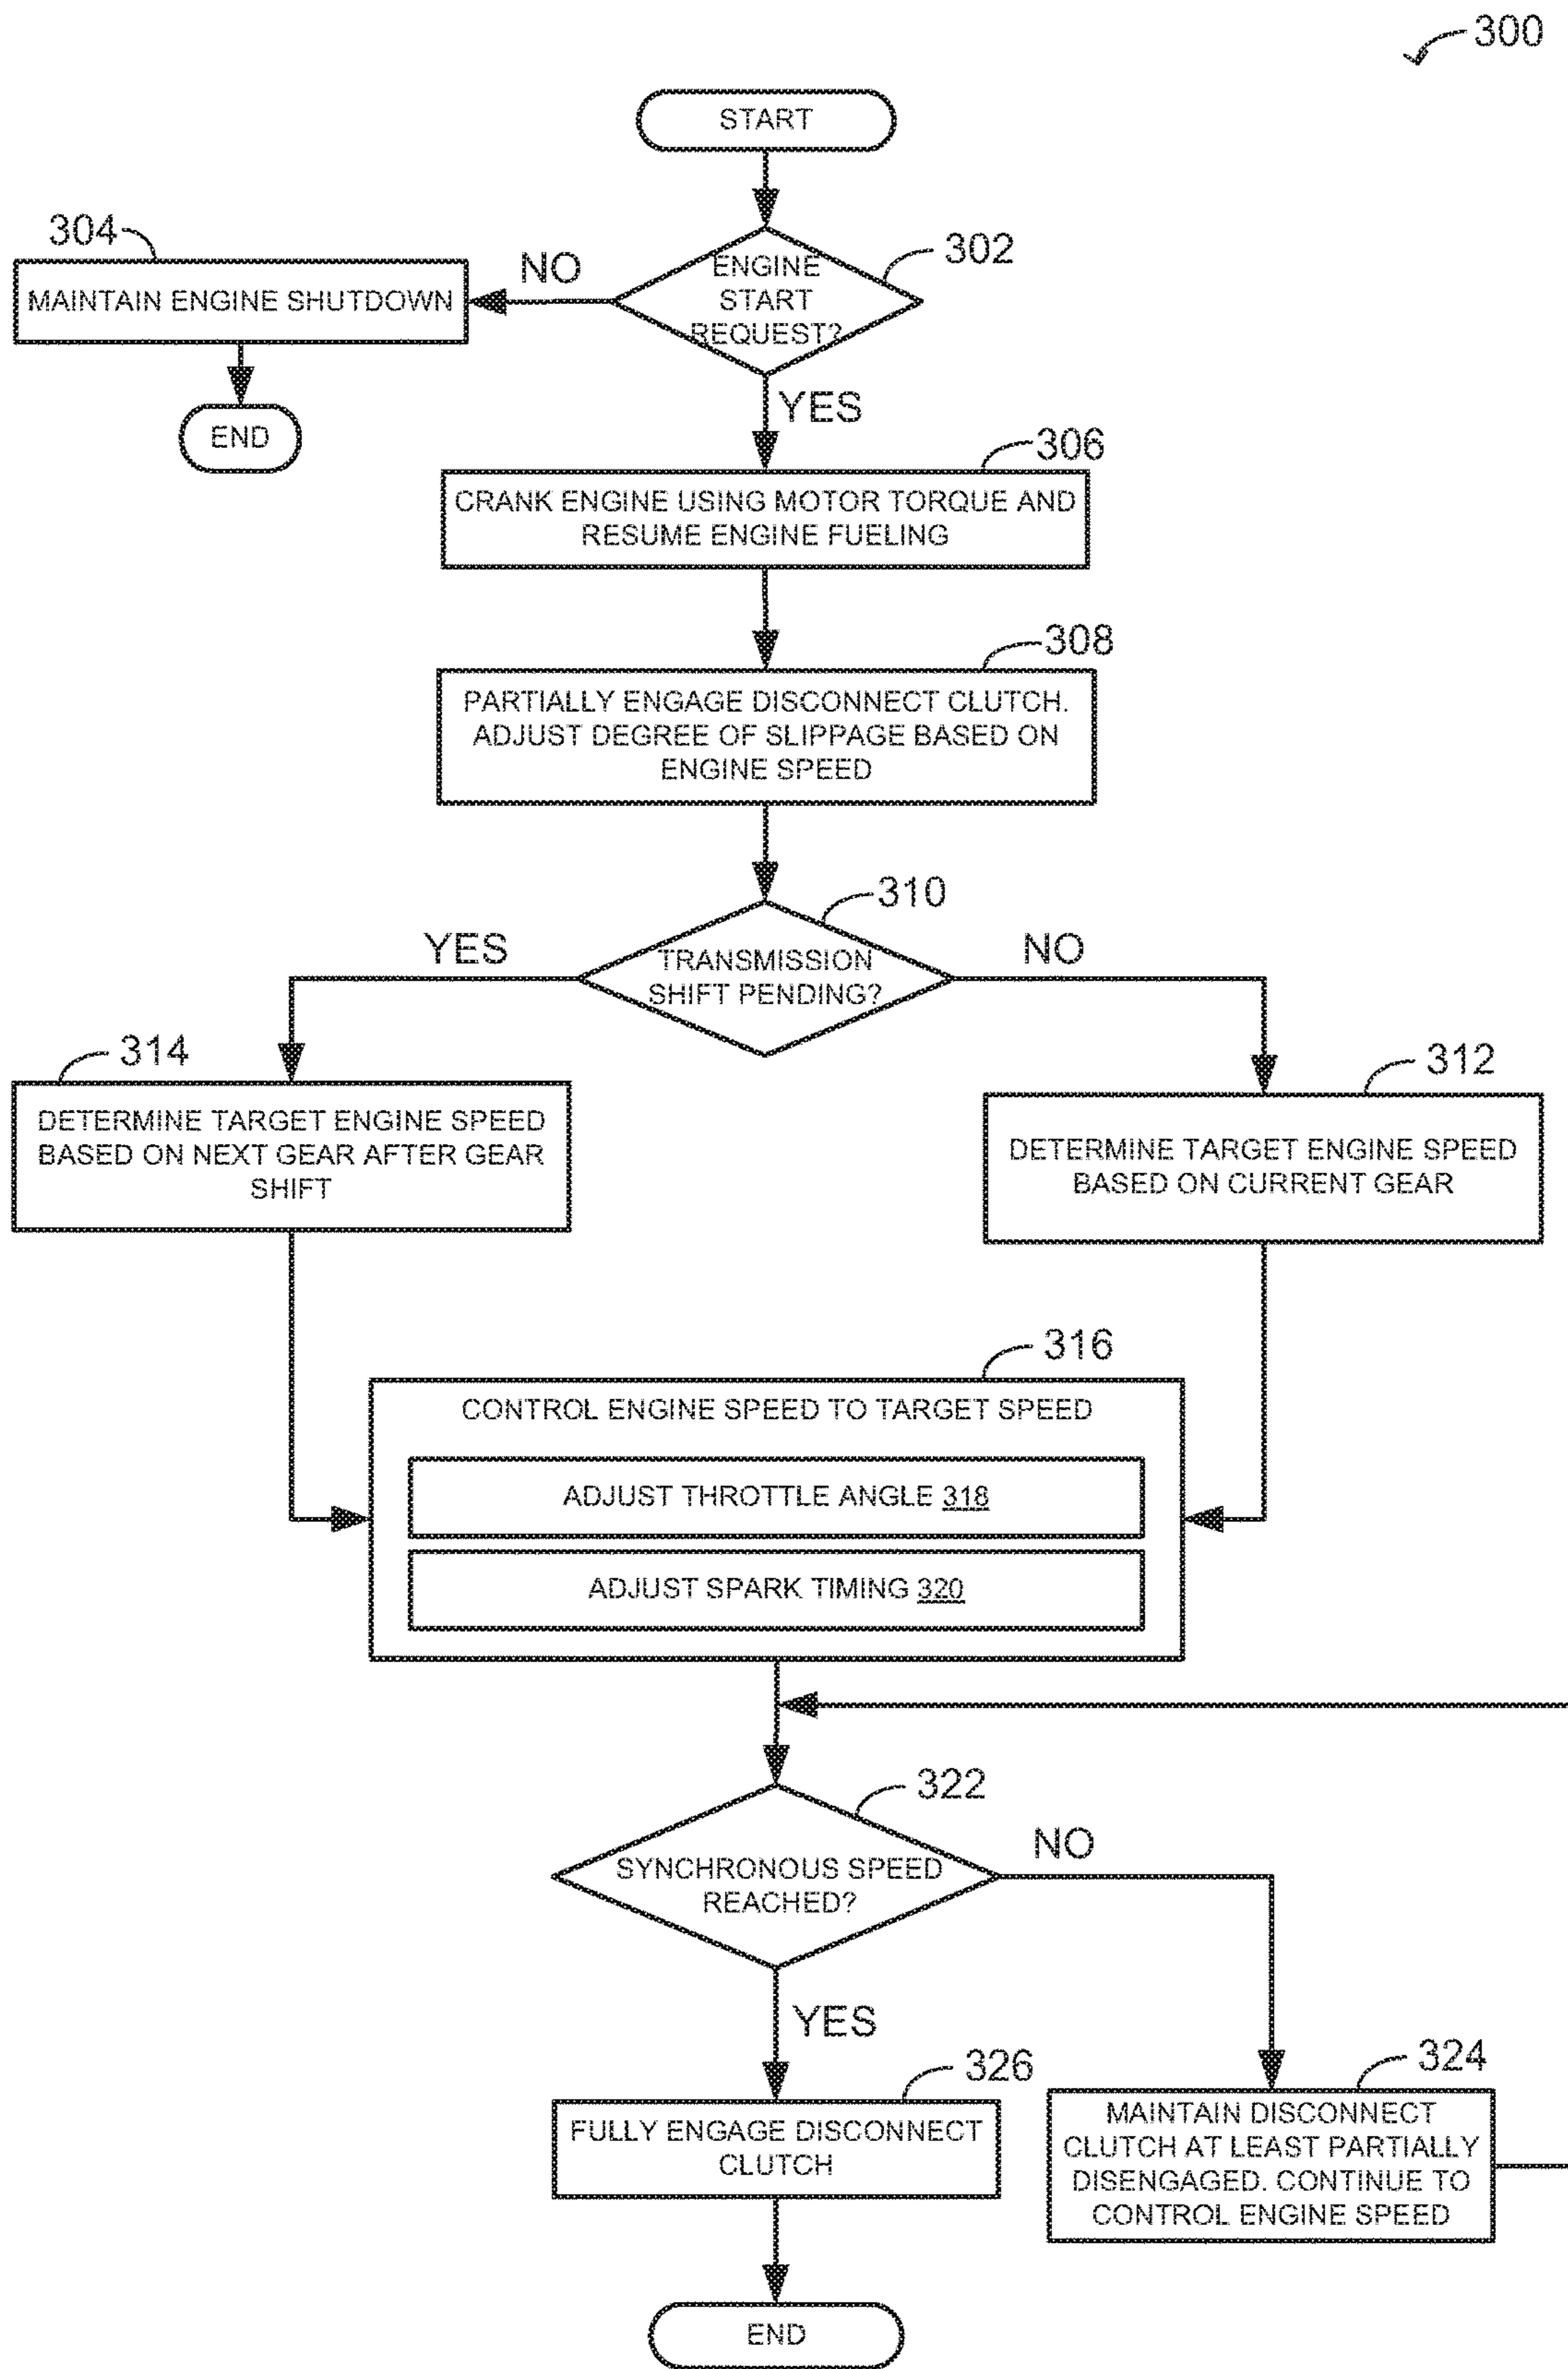 300
START
302
ENGINE
START
REQUEST?
NO
304
MAINTAIN ENGINE SHUTDOWN
END
YES
306
CRANK ENGINE USING MOTOR TORQUE AND
RESUME ENGINE FUELING
308
PARTIALLY ENGAGE DISCONNECT CLUTCH.
ADJUST DEGREE OF SLIPPAGE BASED ON
ENGINE SPEED
310
TRANSMISSION
SHIFT PENDING?
YES
NO
314
DETERMINE TARGET ENGINE SPEED
BASED ON NEXT GEAR AFTER GEAR
SHIFT
312
DETERMINE TARGET ENGINE SPEED
BASED ON CURRENT GEAR
316
CONTROL ENGINE SPEED TO TARGET SPEED
ADJUST THROTTLE ANGLE 318
ADJUST SPARK TIMING 320
322
SYNCHRONOUS SPEED
REACHED?
NO
YES
326
FULLY ENGAGE DISCONNECT
CLUTCH
324
MAINTAIN DISCONNECT
CLUTCH AT LEAST PARTIALLY
DISENGAGED. CONTINUE TO
CONTROL ENGINE SPEED
END